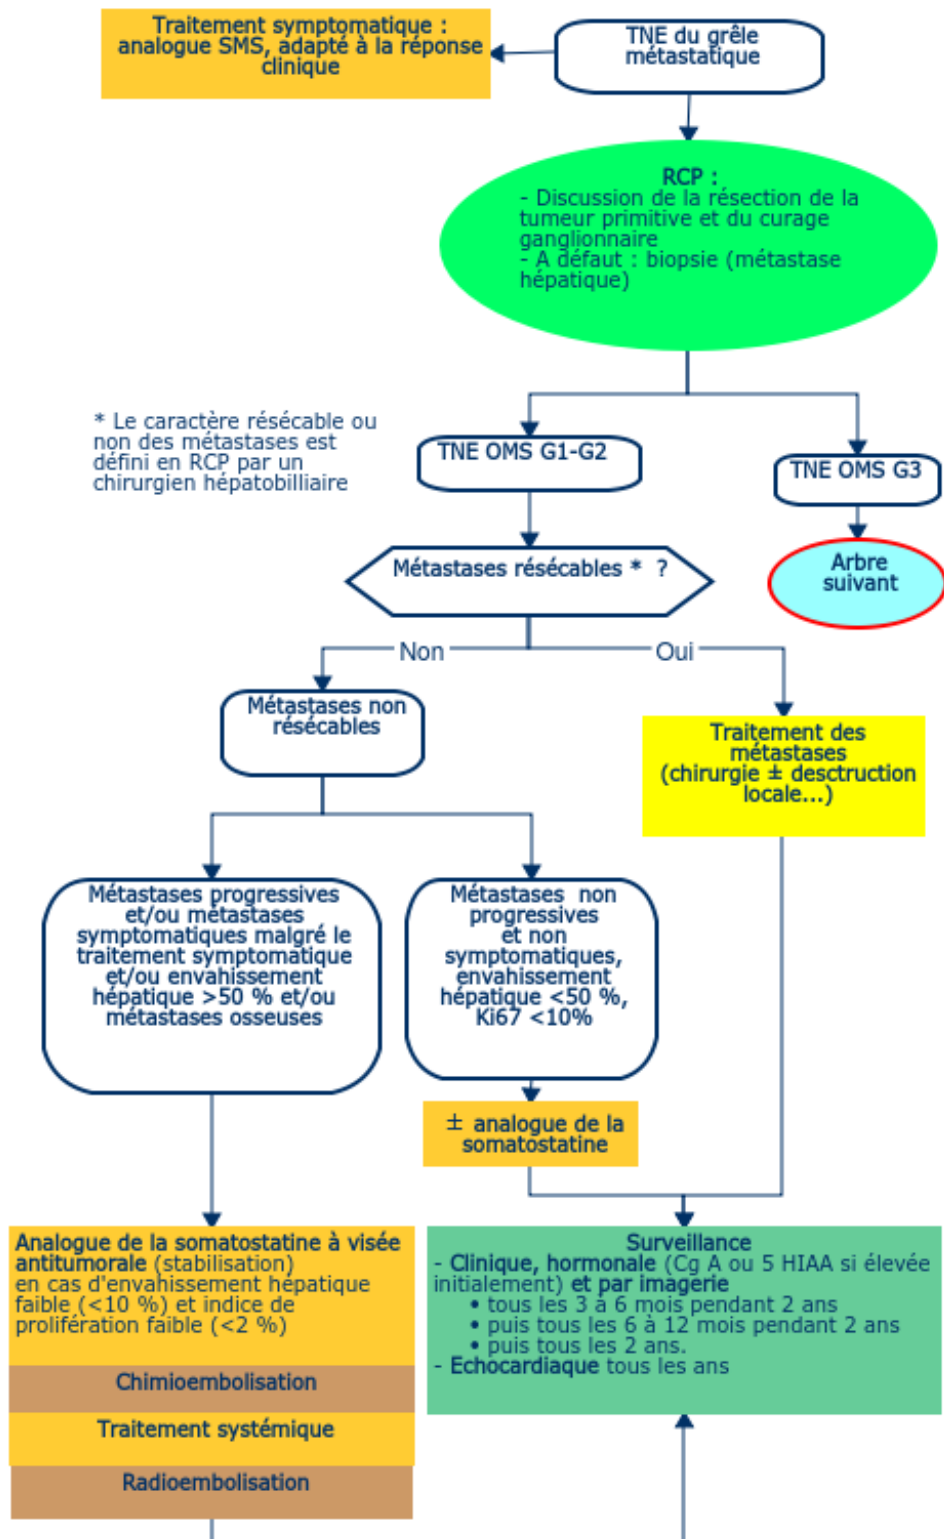 Traitement symptomatique :
analogue SMS, adapté à la réponse
clinique
TNE du grêle
métastatique
RCP :
- Discussion de la résection de la
tumeur primitive et du curage
ganglionnaire
- A défaut : biopsie (métastase
hépatique)
* Le caractère résécable ou
non des métastases est
défini en RCP par un
chirurgien hépatobilliaire
TNE OMS G1-G2
TNE OMS G3
Métastases résécables * ?
Arbre
suivant
Non
Oui
Métastases non
résécables
Traitement des
métastases
(chirurgie ± desctruction
locale...)
Métastases progressives
et/ou métastases
symptomatiques malgré le
traitement symptomatique
et/ou envahissement
hépatique >50 % et/ou
métastases osseuses
Métastases non
progressives
et non
symptomatiques,
envahissement
hépatique <50 %,
Ki67 <10%
± analogue de la
somatostatine
Analogue de la somatostatine à visée
antitumorale (stabilisation)
en cas d'envahissement hépatique
faible (<10 %) et indice de
prolifération faible (<2 %)
Chimioembolisation
Traitement systémique
Radioembolisation
Surveillance
- Clinique, hormonale (Cg A ou 5 HIAA si élevée
initialement) et par imagerie
• tous les 3 à 6 mois pendant 2 ans
• puis tous les 6 à 12 mois pendant 2 ans
• puis tous les 2 ans.
- Echocardiaque tous les ans